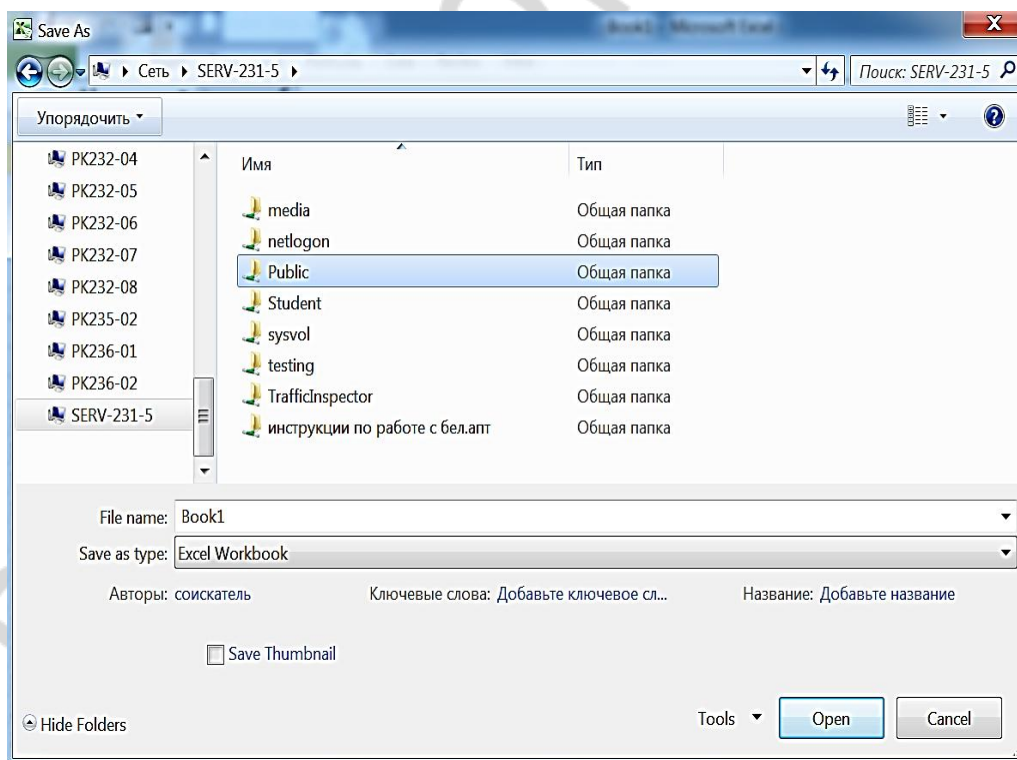 Save As
Book1 - Microsoft Excel
Сеть SERV-231-5
Поиск: SERV-231-5
Упорядочить
PK232-04
PK232-05
PK232-06
PK232-07
PK232-08
PK235-02
PK236-01
PK236-02
SERV-231-5
Имя Тип
media Общая папка
netlogon Общая папка
Public Общая папка
Student Общая папка
sysvol Общая папка
testing Общая папка
TrafficInspector Общая папка
инструкции по работе с бел.апт Общая папка
File name: Book1
Save as type: Excel Workbook
Авторы: соискатель Ключевые слова: Добавьте ключевое сл... Название: Добавьте название
Save Thumbnail
Hide Folders
Tools Open Cancel